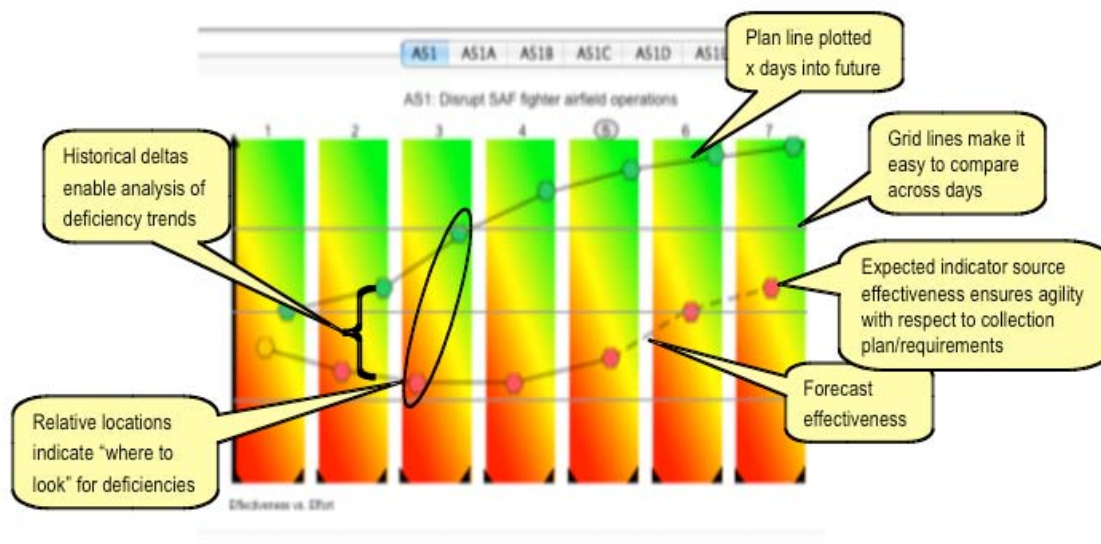 AS1 AS1A AS1B AS1C AS1D
Plan line plotted
x days into future
AS1: Disrupt SAF fighter airfield operations
1 2 3 4 5 6 7
Historical deltas
enable analysis of
deficiency trends
Grid lines make it
easy to compare
across days
Expected indicator source
effectiveness ensures agility
with respect to collection
plan/requirements
Forecast
effectiveness
Relative locations
indicate “where to
look” for deficiencies
Effectiveness vs. Effort